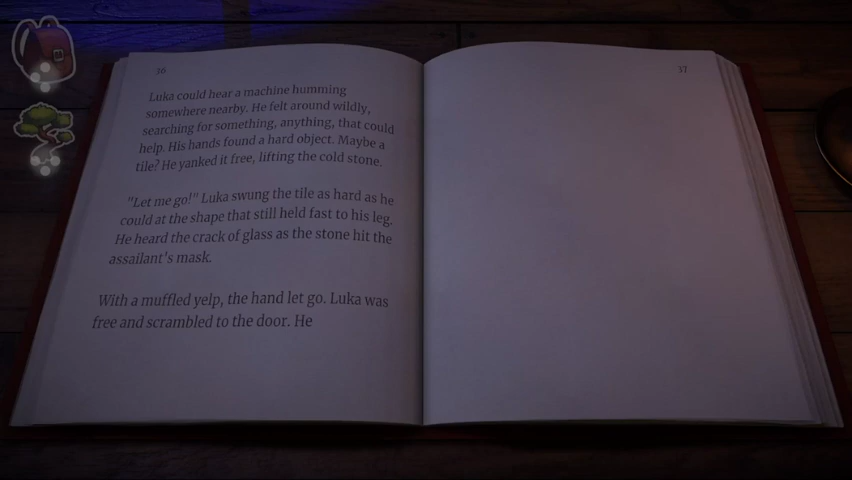 36
Luka could hear a machine humming
somewhere nearby. He felt around wildly,
searching for something, anything, that could
help. His hands found a hard object. Maybe a
tile? He yanked it free, lifting the cold stone.
"Let me go!" Luka swung the tile as hard as he
could at the shape that still held fast to his leg.
He heard the crack of glass as the stone hit the
assailant's mask.
With a muffled yelp, the hand let go. Luka was
free and scrambled to the door. He
37